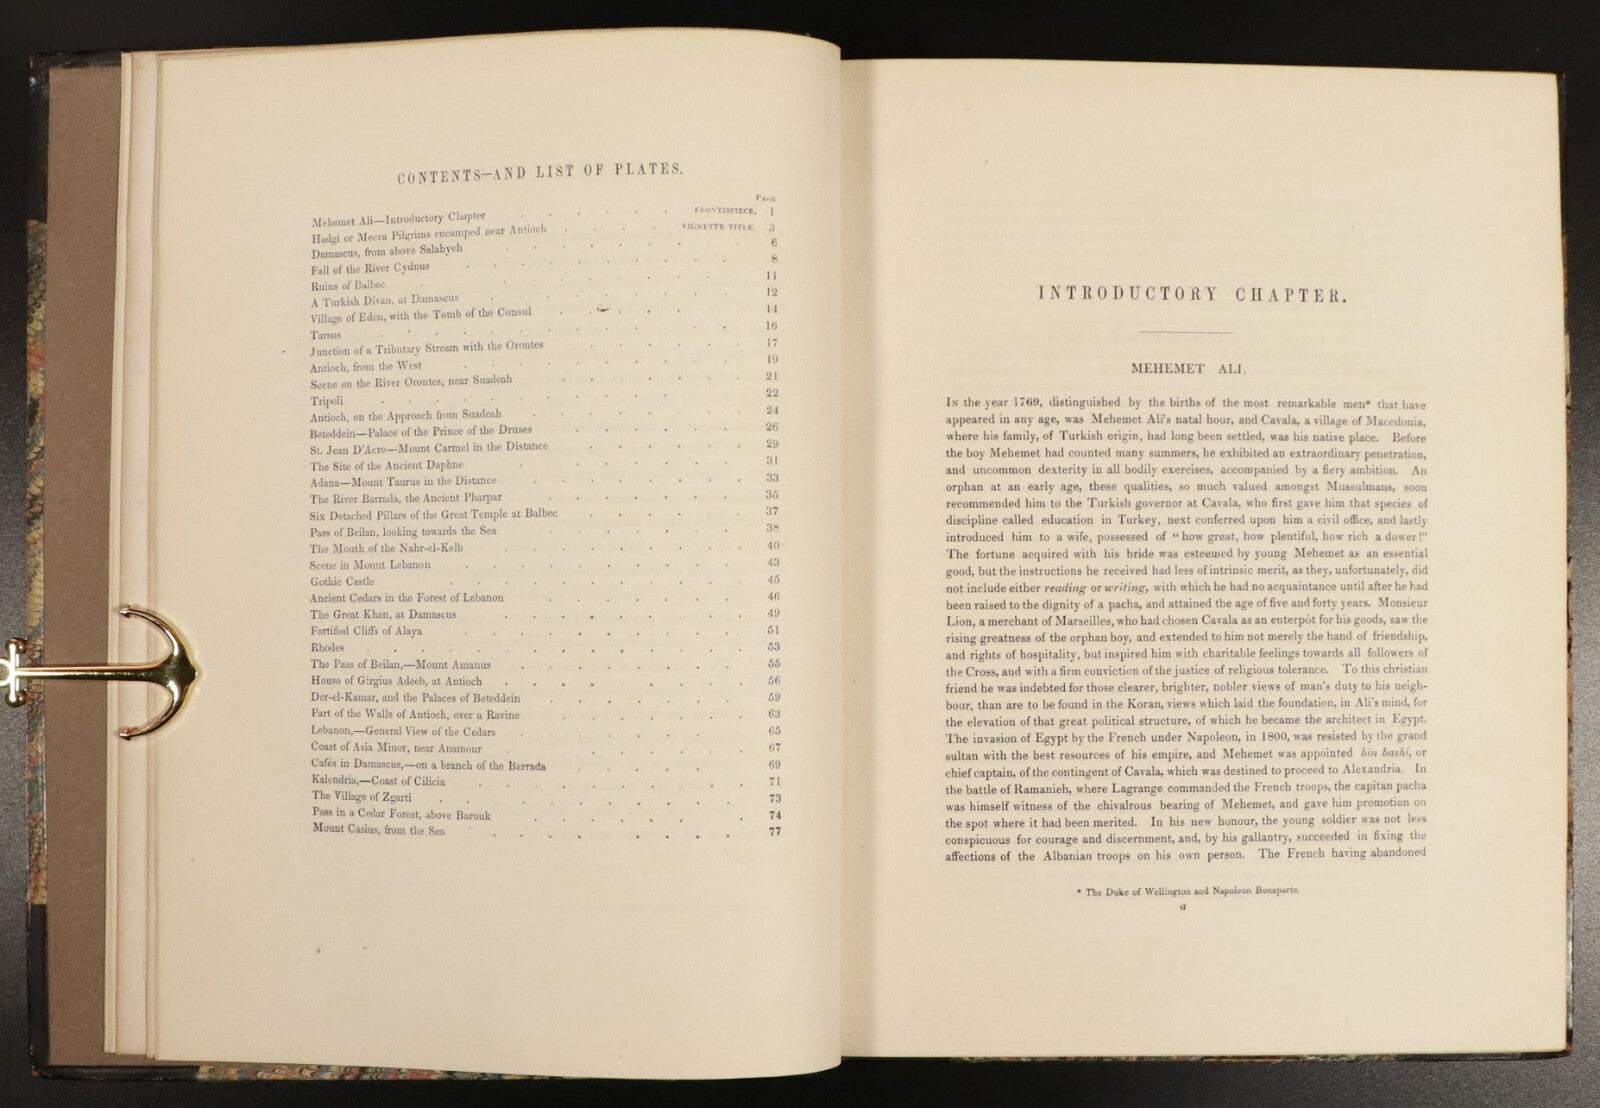 CONTENTS—AND LIST OF PLATES.
PAGE
Mehemet Ali—Introductory Chapter . . . . . . FRONTISPIECE. 1
Hadgi or Mecca Pilgrims encamped near Antioch . . . . VIGNETTE TITLE. 3
Damascus, from above Salahyeh 6
Fall of the River Cydnus 8
Ruins of Balbec 11
A Turkish Divan, at Damascus 12
Village of Eden, with the Tomb of the Consul 14
Tarsus 16
Junction of a Tributary Stream with the Orontes 17
Antioch, from the West 19
Scene on the River Orontes, near Suadeah 21
Tripoli 22
Antioch, on the Approach from Suadeah 24
Beteddein—Palace of the Prince of the Druses 26
St. Jean D'Acre—Mount Carmel in the Distance 29
The Site of the Ancient Daphne 31
Adana—Mount Taurus in the Distance 33
The River Barrada, the Ancient Pharpar 35
Six Detached Pillars of the Great Temple at Balbec 37
Pass of Beilan, looking towards the Sea 38
The Mouth of the Nahr-el-Kelb 40
Scene in Mount Lebanon 43
Gothic Castle 45
Ancient Cedars in the Forest of Lebanon 46
The Great Khan, at Damascus 49
Fortified Cliffs of Alaya 51
Rhodes 53
The Pass of Beilan,—Mount Amanus 55
House of Girgius Adeeb, at Antioch 56
Der-el-Kamar, and the Palaces of Beteddein 59
Part of the Walls of Antioch, over a Ravine 63
Lebanon,—General View of the Cedars 65
Coast of Asia Minor, near Anamour 67
Cafés in Damascus,—on a branch of the Barrada 69
Kalendria,—Coast of Cilicia 71
The Village of Zgarti 73
Pass in a Cedar Forest, above Barouk 74
Mount Casius, from the Sea 77
INTRODUCTORY CHAPTER.
MEHEMET ALI.
IN the year 1769, distinguished by the births of the most remarkable men* that have
appeared in any age, was Mehemet Ali's natal hour, and Cavala, a village of Macedonia,
where his family, of Turkish origin, had long been settled, was his native place. Before
the boy Mehemet had counted many summers, he exhibited an extraordinary penetration,
and uncommon dexterity in all bodily exercises, accompanied by a fiery ambition. An
orphan at an early age, these qualities, so much valued amongst Mussulmans, soon
recommended him to the Turkish governor at Cavala, who first gave him that species of
discipline called education in Turkey, next conferred upon him a civil office, and lastly
introduced him to a wife, possessed of "how great, how plentiful, how rich a dower!"
The fortune acquired with his bride was esteemed by young Mehemet as an essential
good, but the instructions he received had less of intrinsic merit, as they, unfortunately, did
not include either reading or writing, with which he had no acquaintance until after he had
been raised to the dignity of a pacha, and attained the age of five and forty years. Monsieur
Lion, a merchant of Marseilles, who had chosen Cavala as an enterpôt for his goods, saw the
rising greatness of the orphan boy, and extended to him not merely the hand of friendship,
and rights of hospitality, but inspired him with charitable feelings towards all followers of
the Cross, and with a firm conviction of the justice of religious tolerance. To this christian
friend he was indebted for those clearer, brighter, nobler views of man's duty to his neigh-
bour, than are to be found in the Koran, views which laid the foundation, in Ali's mind, for
the elevation of that great political structure, of which he became the architect in Egypt.
The invasion of Egypt by the French under Napoleon, in 1800, was resisted by the grand
sultan with the best resources of his empire, and Mehemet was appointed bin bashi, or
chief captain, of the contingent of Cavala, which was destined to proceed to Alexandria. In
the battle of Ramanieh, where Lagrange commanded the French troops, the capitan pacha
was himself witness of the chivalrous bearing of Mehemet, and gave him promotion on
the spot where it had been merited. In his new honour, the young soldier was not less
conspicuous for courage and discernment, and, by his gallantry, succeeded in fixing the
affections of the Albanian troops on his own person. The French having abandoned
* The Duke of Wellington and Napoleon Bonaparte.
a